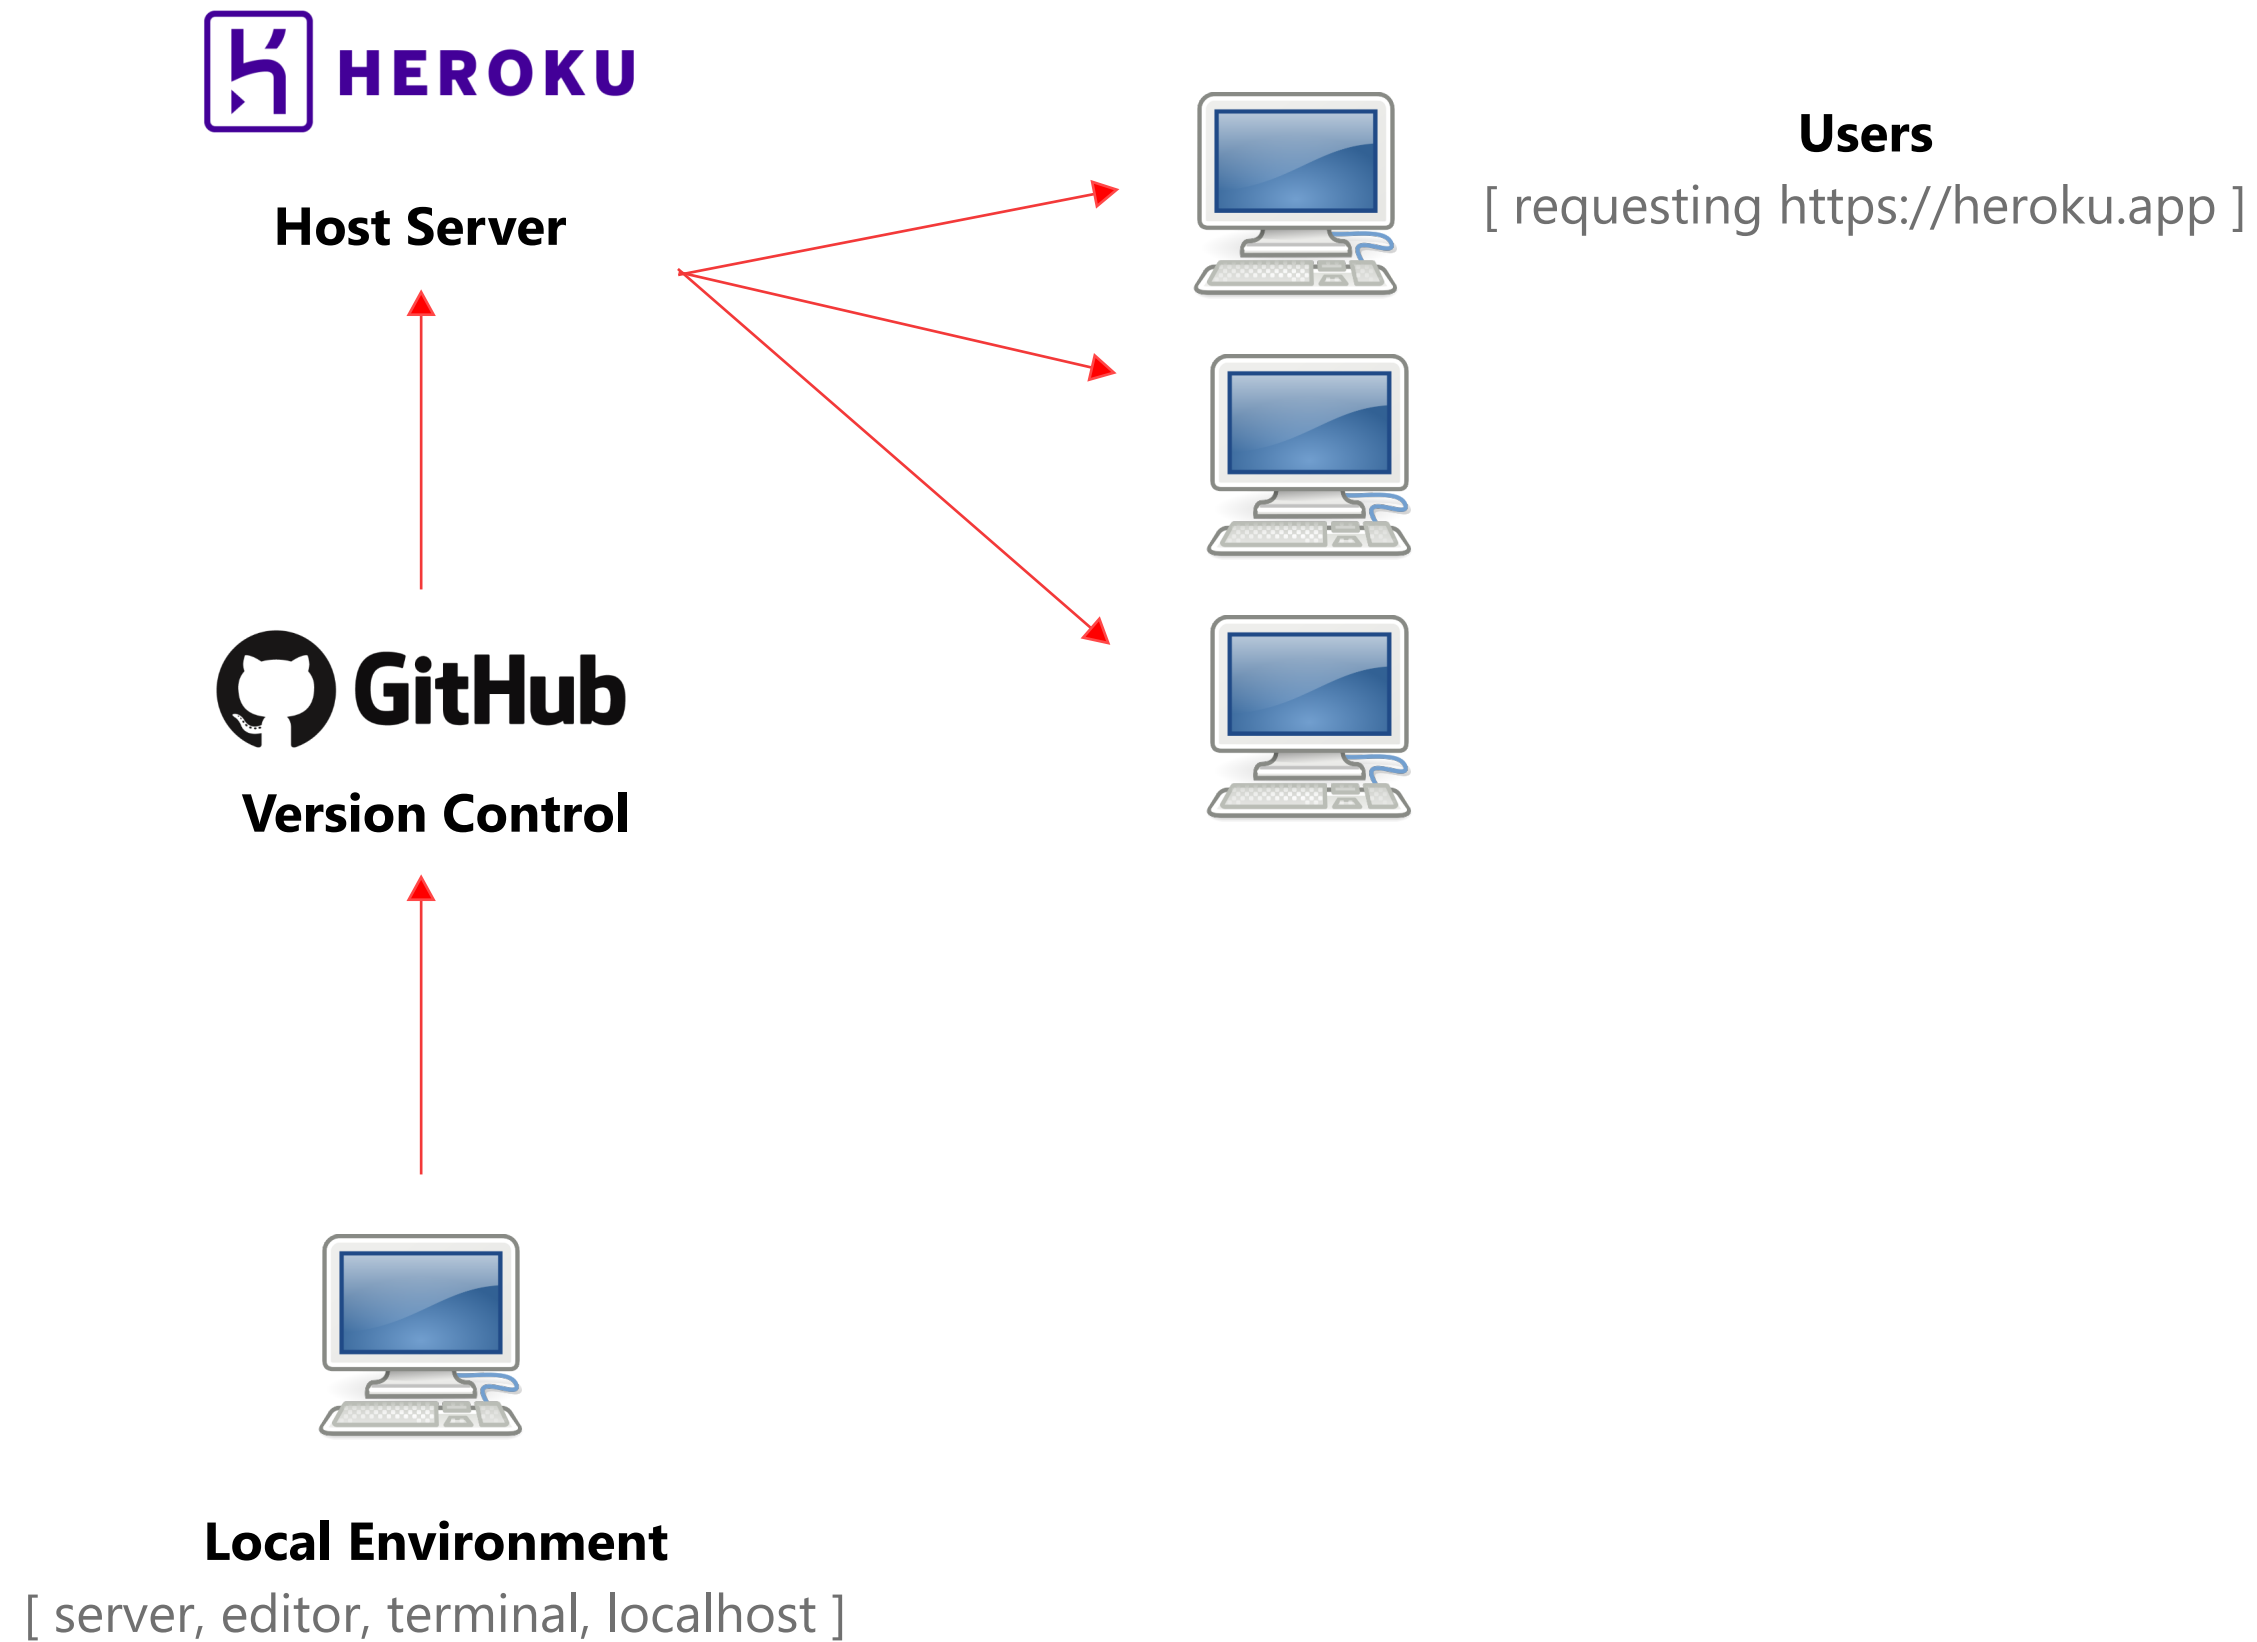 HEROKU
Host Server
Users
[ requesting https://heroku.app ]
GitHub
Version Control
Local Environment
[ server, editor, terminal, localhost ]